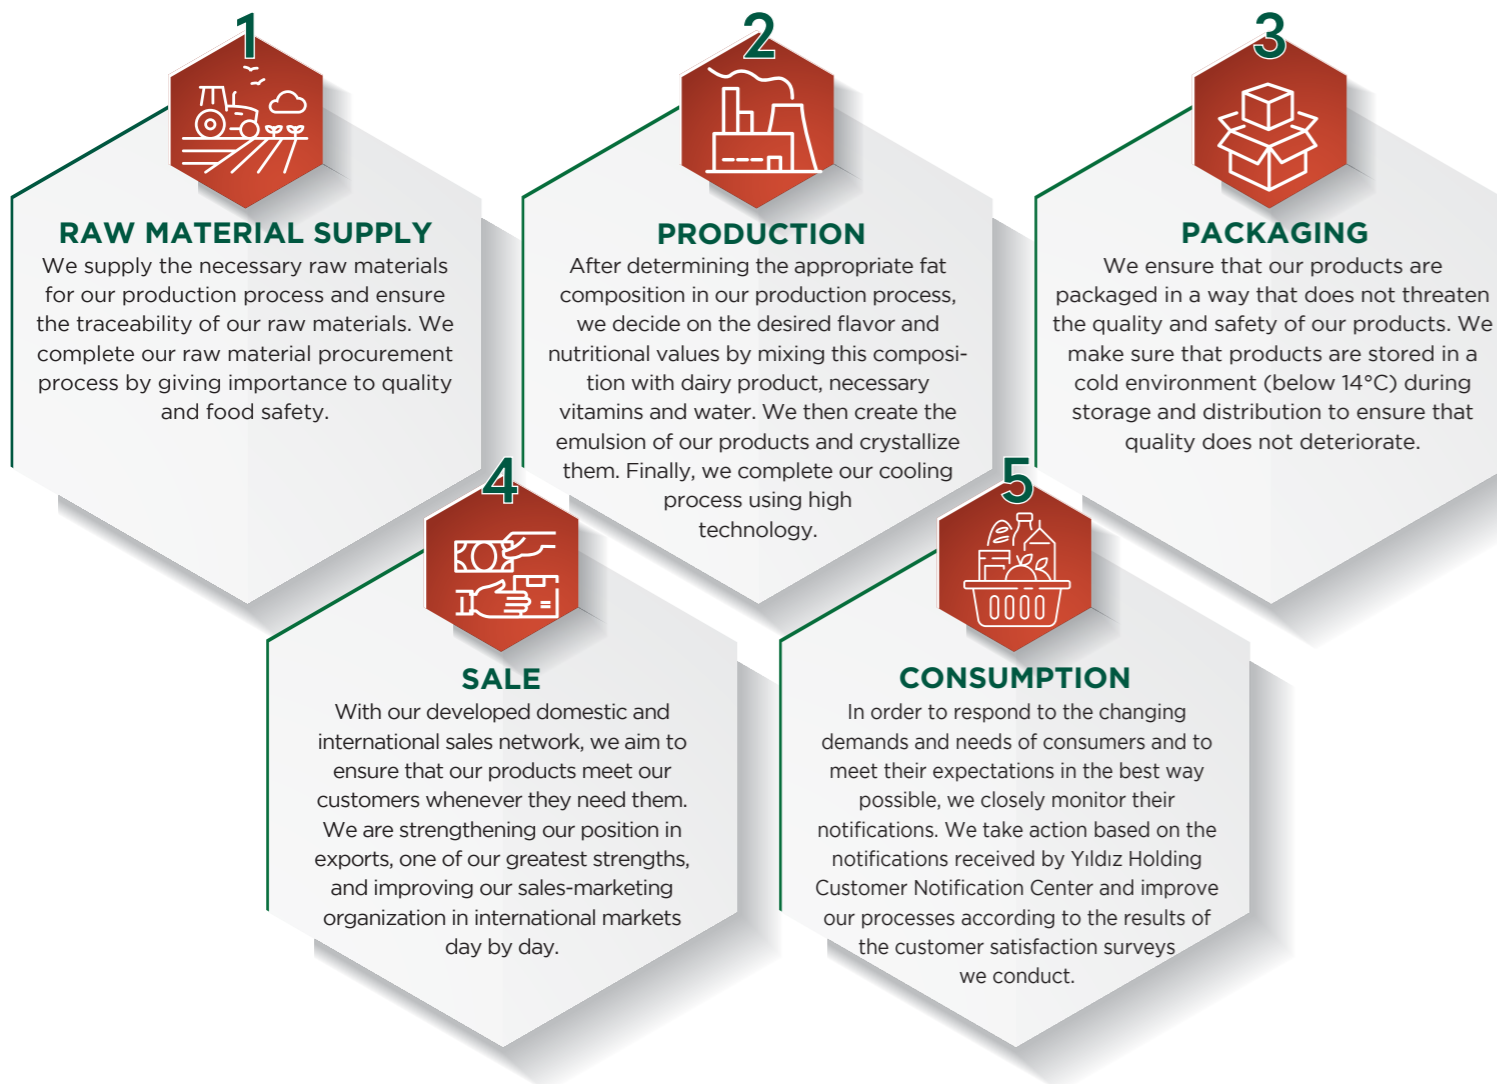 1
RAW MATERIAL SUPPLY
We supply the necessary raw materials
for our production process and ensure
the traceability of our raw materials. We
complete our raw material procurement
process by giving importance to quality
and food safety.
2
PRODUCTION
After determining the appropriate fat
composition in our production process,
we decide on the desired flavor and
nutritional values by mixing this composi-
tion with dairy product, necessary
vitamins and water. We then create the
emulsion of our products and crystallize
them. Finally, we complete our cooling
process using high
technology.
3
PACKAGING
We ensure that our products are
packaged in a way that does not threaten
the quality and safety of our products. We
make sure that products are stored in a
cold environment (below 14°C) during
storage and distribution to ensure that
quality does not deteriorate.
4
SALE
With our developed domestic and
international sales network, we aim to
ensure that our products meet our
customers whenever they need them.
We are strengthening our position in
exports, one of our greatest strengths,
and improving our sales-marketing
organization in international markets
day by day.
5
CONSUMPTION
In order to respond to the changing
demands and needs of consumers and to
meet their expectations in the best way
possible, we closely monitor their
notifications. We take action based on the
notifications received by Yıldız Holding
Customer Notification Center and improve
our processes according to the results of
the customer satisfaction surveys
we conduct.